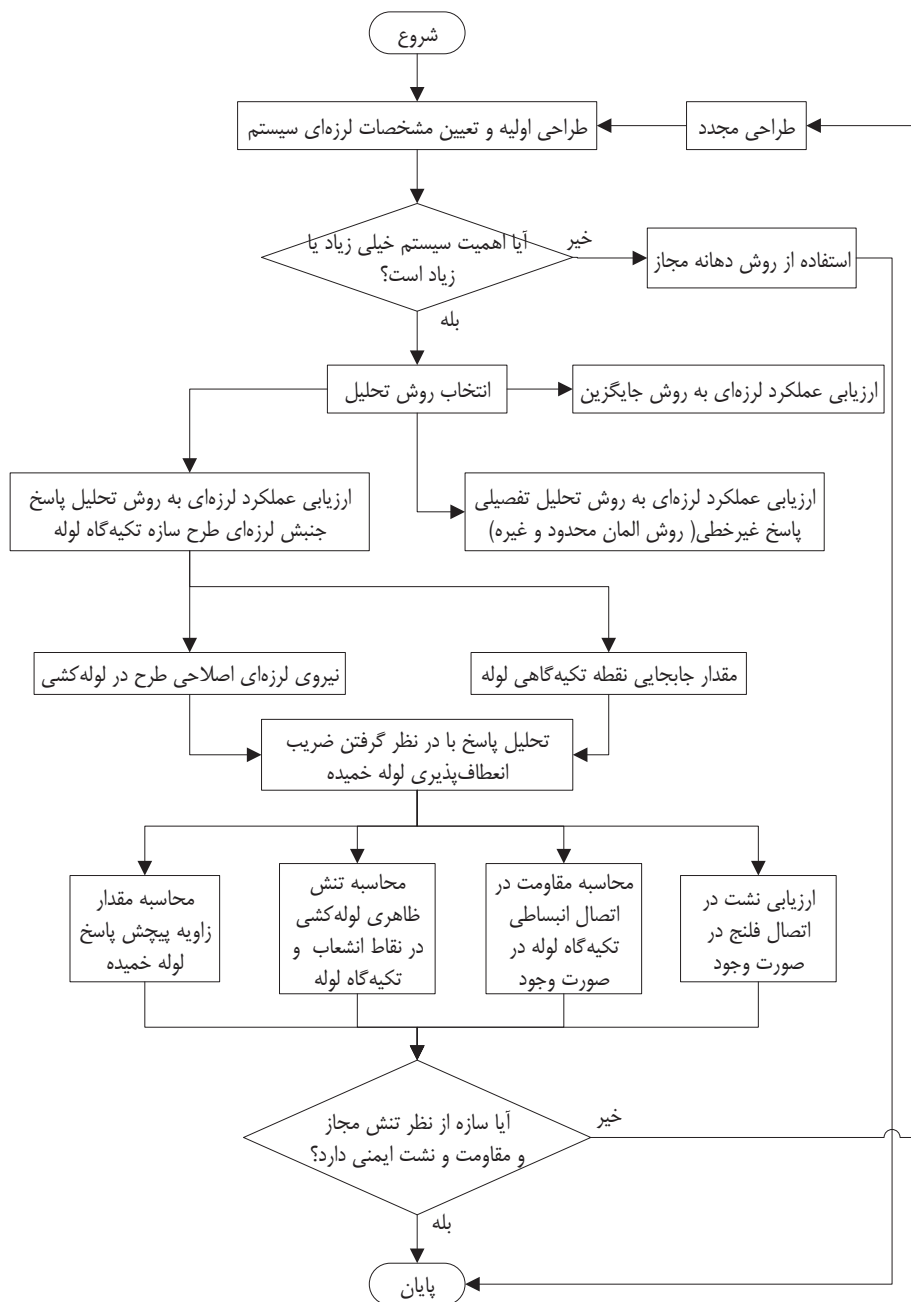 شروع
طراحی اولیه و تعیین مشخصات لرزه‌ای سیستم
طراحی مجدد
آیا اهمیت سیستم خیلی زیاد یا
زیاد است؟
خیر
استفاده از روش دهانه مجاز
بله
انتخاب روش تحلیل
ارزیابی عملکرد لرزه‌ای به روش جایگزین
ارزیابی عملکرد لرزه‌ای به روش تحلیل تفصیلی
پاسخ غیرخطی( روش المان محدود و غیره)
ارزیابی عملکرد لرزه‌ای به روش تحلیل پاسخ
جنبش لرزه‌ای طرح سازه تکیه‌گاه لوله
مقدار جابجایی نقطه تکیه‌گاهی لوله
نیروی لرزه‌ای اصلاحی طرح در لوله‌کشی
تحلیل پاسخ با در نظر گرفتن ضریب
انعطاف‌پذیری لوله خمیده
ارزیابی نشت در
اتصال فلنج در
صورت وجود
محاسبه مقاومت در
اتصال انبساطی
تکیه‌گاه لوله در
صورت وجود
محاسبه تنش
ظاهری لوله‌کشی
در نقاط انشعاب و
تکیه‌گاه لوله
محاسبه مقدار
زاویه پیچش پاسخ
لوله خمیده
آیا سازه از نظر تنش مجاز
و مقاومت و نشت ایمنی دارد؟
خیر
بله
پایان